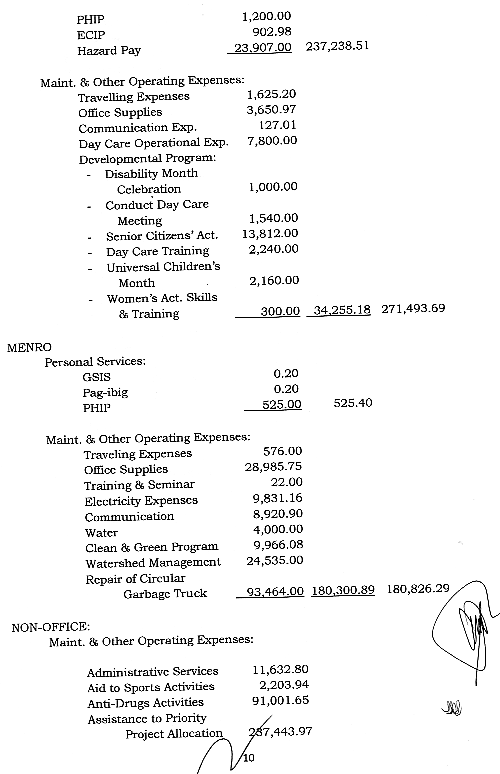 PHIP 1,200.00
ECIP 902.98
Hazard Pay 23,907.00 237,238.51
Maint. & Other Operating Expenses:
Travelling Expenses 1,625.20
Office Supplies 3,650.97
Communication Exp. 127.01
Day Care Operational Exp. 7,800.00
Developmental Program:
- Disability Month
Celebration 1,000.00
- Conduct Day Care
Meeting 1,540.00
- Senior Citizens' Act. 13,812.00
- Day Care Training 2,240.00
- Universal Children's
Month 2,160.00
- Women's Act. Skills
& Training 300.00 34,255.18 271,493.69
MENRO
Personal Services:
GSIS 0.20
Pag-ibig 0.20
PHIP 525.00 525.40
Maint. & Other Operating Expenses:
Traveling Expenses 576.00
Office Supplies 28,985.75
Training & Seminar 22.00
Electricity Expenses 9,831.16
Communication 8,920.90
Water 4,000.00
Clean & Green Program 9,966.08
Watershed Management 24,535.00
Repair of Circular
Garbage Truck 93,464.00 180,300.89 180,826.29
NON-OFFICE:
Maint. & Other Operating Expenses:
Administrative Services 11,632.80
Aid to Sports Activities 2,203.94
Anti-Drugs Activities 91,001.65
Assistance to Priority
Project Allocation 237,443.97
10